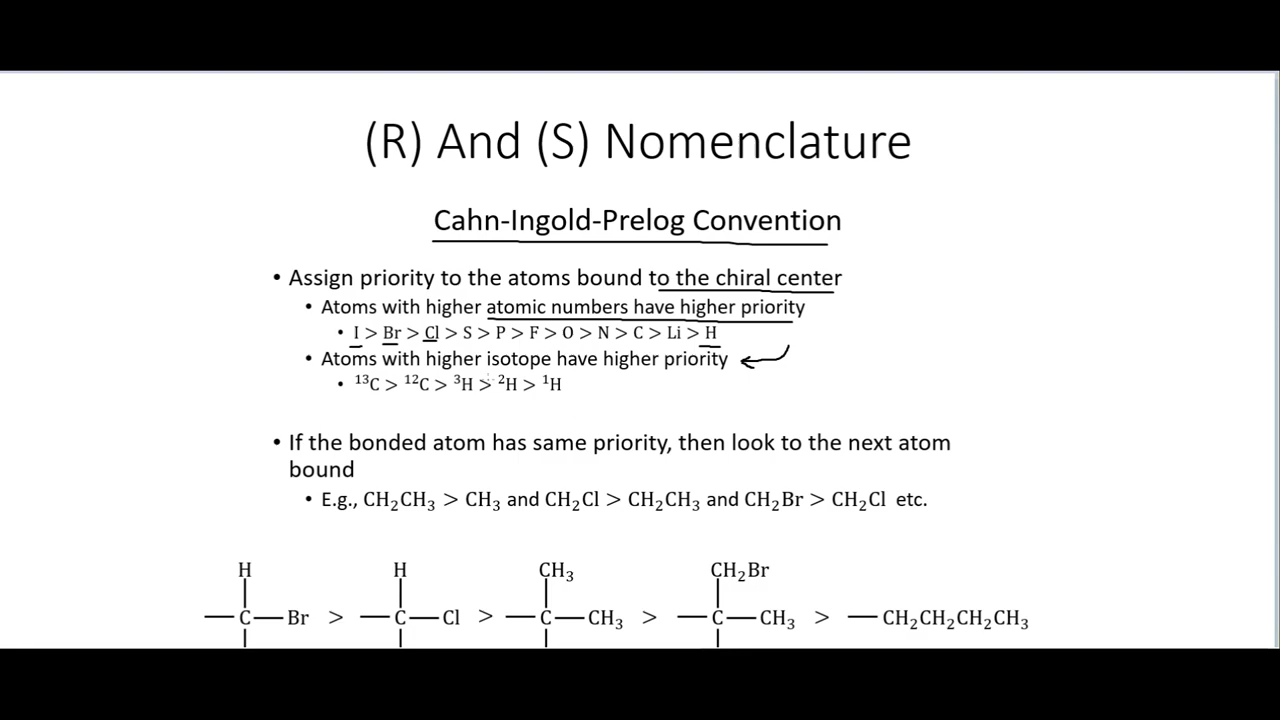 (R) And (S) Nomenclature
Cahn-Ingold-Prelog Convention
• Assign priority to the atoms bound to the chiral center
• Atoms with higher atomic numbers have higher priority
• I > Br > Cl > S > P > F > O > N > C > Li > H
• Atoms with higher isotope have higher priority
• ¹³C > ¹²C > ³H > ²H > ¹H
• If the bonded atom has same priority, then look to the next atom
bound
• E.g., CH₂CH₃ > CH₃ and CH₂Cl > CH₂CH₃ and CH₂Br > CH₂Cl etc.
H H CH₃ CH₂Br
—C—Br > —C—Cl > —C—CH₃ > —C—CH₃ > —CH₂CH₂CH₂CH₃